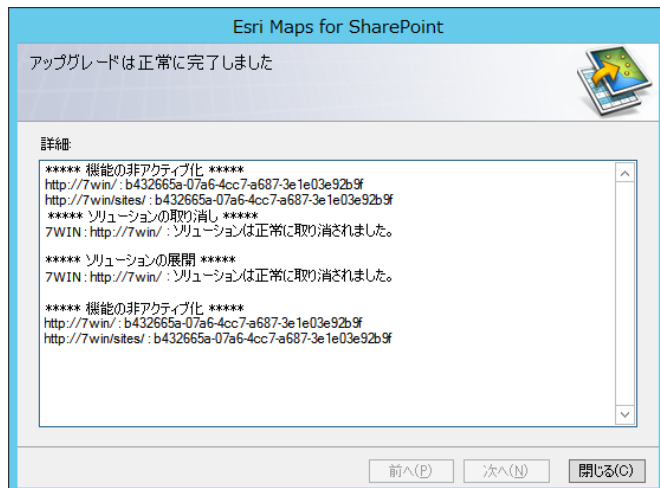 Esri Maps for SharePoint
アップグレードは正常に完了しました
詳細:
***** 機能の非アクティブ化 *****
http://7win/ : b432665a-07a6-4cc7-a687-3e1e03e92b9f
http://7win/sites/ : b432665a-07a6-4cc7-a687-3e1e03e92b9f
***** ソリューションの取り消し *****
7WIN : http://7win/ : ソリューションは正常に取り消されました。
***** ソリューションの展開 *****
7WIN : http://7win/ : ソリューションは正常に取り消されました。
***** 機能の非アクティブ化 *****
http://7win/ : b432665a-07a6-4cc7-a687-3e1e03e92b9f
http://7win/sites/ : b432665a-07a6-4cc7-a687-3e1e03e92b9f
前へ(P) 次へ(N) 閉じる(C)